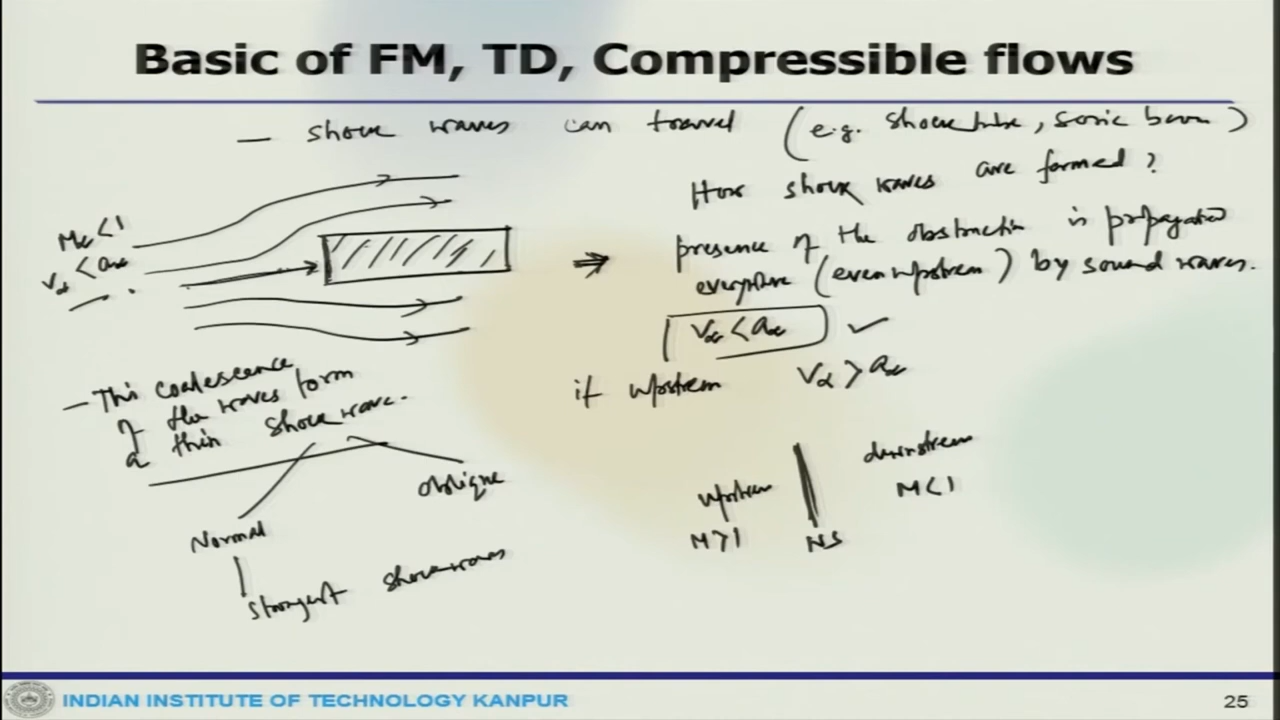 Basic of FM, TD, Compressible flows
— shock waves can travel (e.g. shock tube, sonic boom)
How shock waves are formed?
M∞<1
V∞<a∞
presence of the obstruction is propagated
everywhere (even upstream) by sound waves.
V∞<a∞ ✓
if upstream V∞>a∞
— This coalescence
of the waves form
a thin shock wave.
Normal
Oblique
strongest shockwaves
upstream
M>1
NS
downstream
M<1
INDIAN INSTITUTE OF TECHNOLOGY KANPUR
25